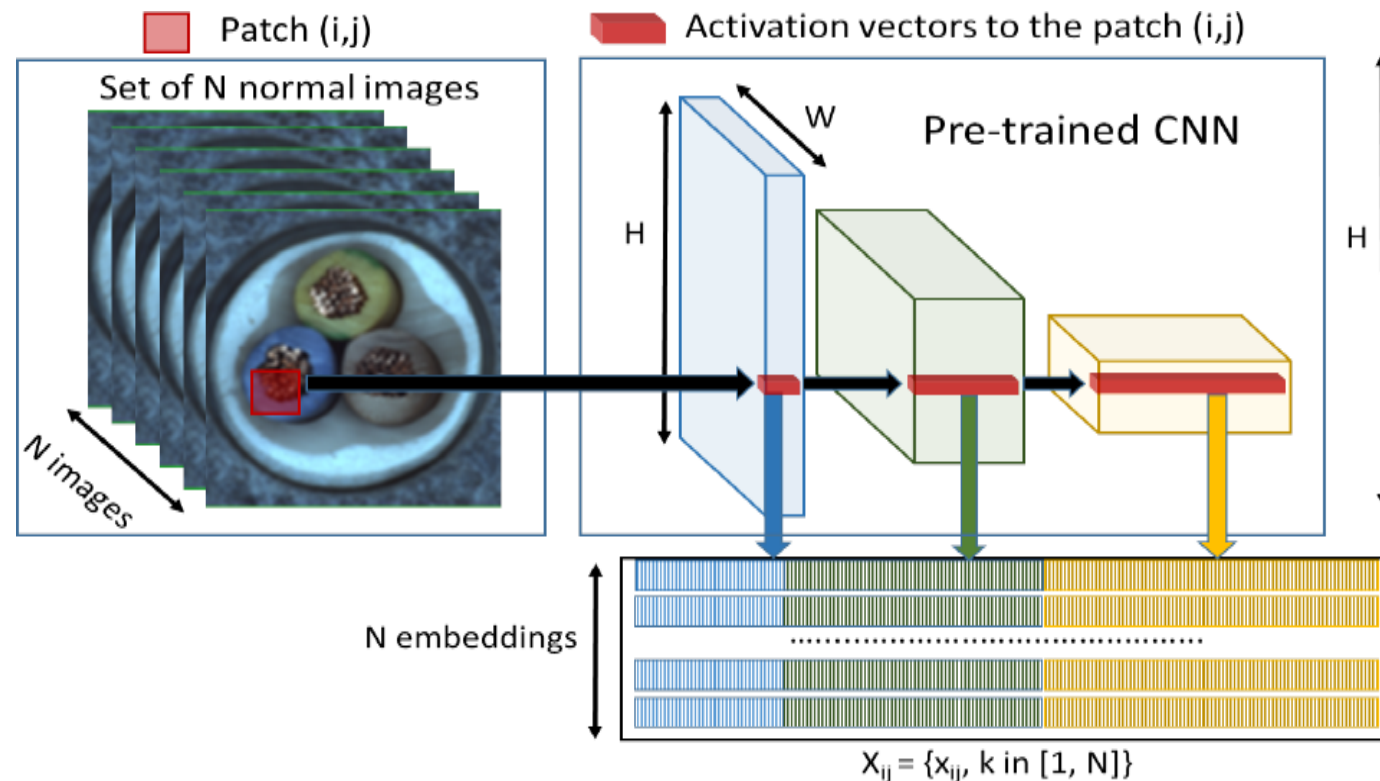 Patch (i,j)
Activation vectors to the patch (i,j)
Set of N normal images
N images
Pre-trained CNN
W
H
H
N embeddings
X_ij = {x_ij, k in [1, N]}